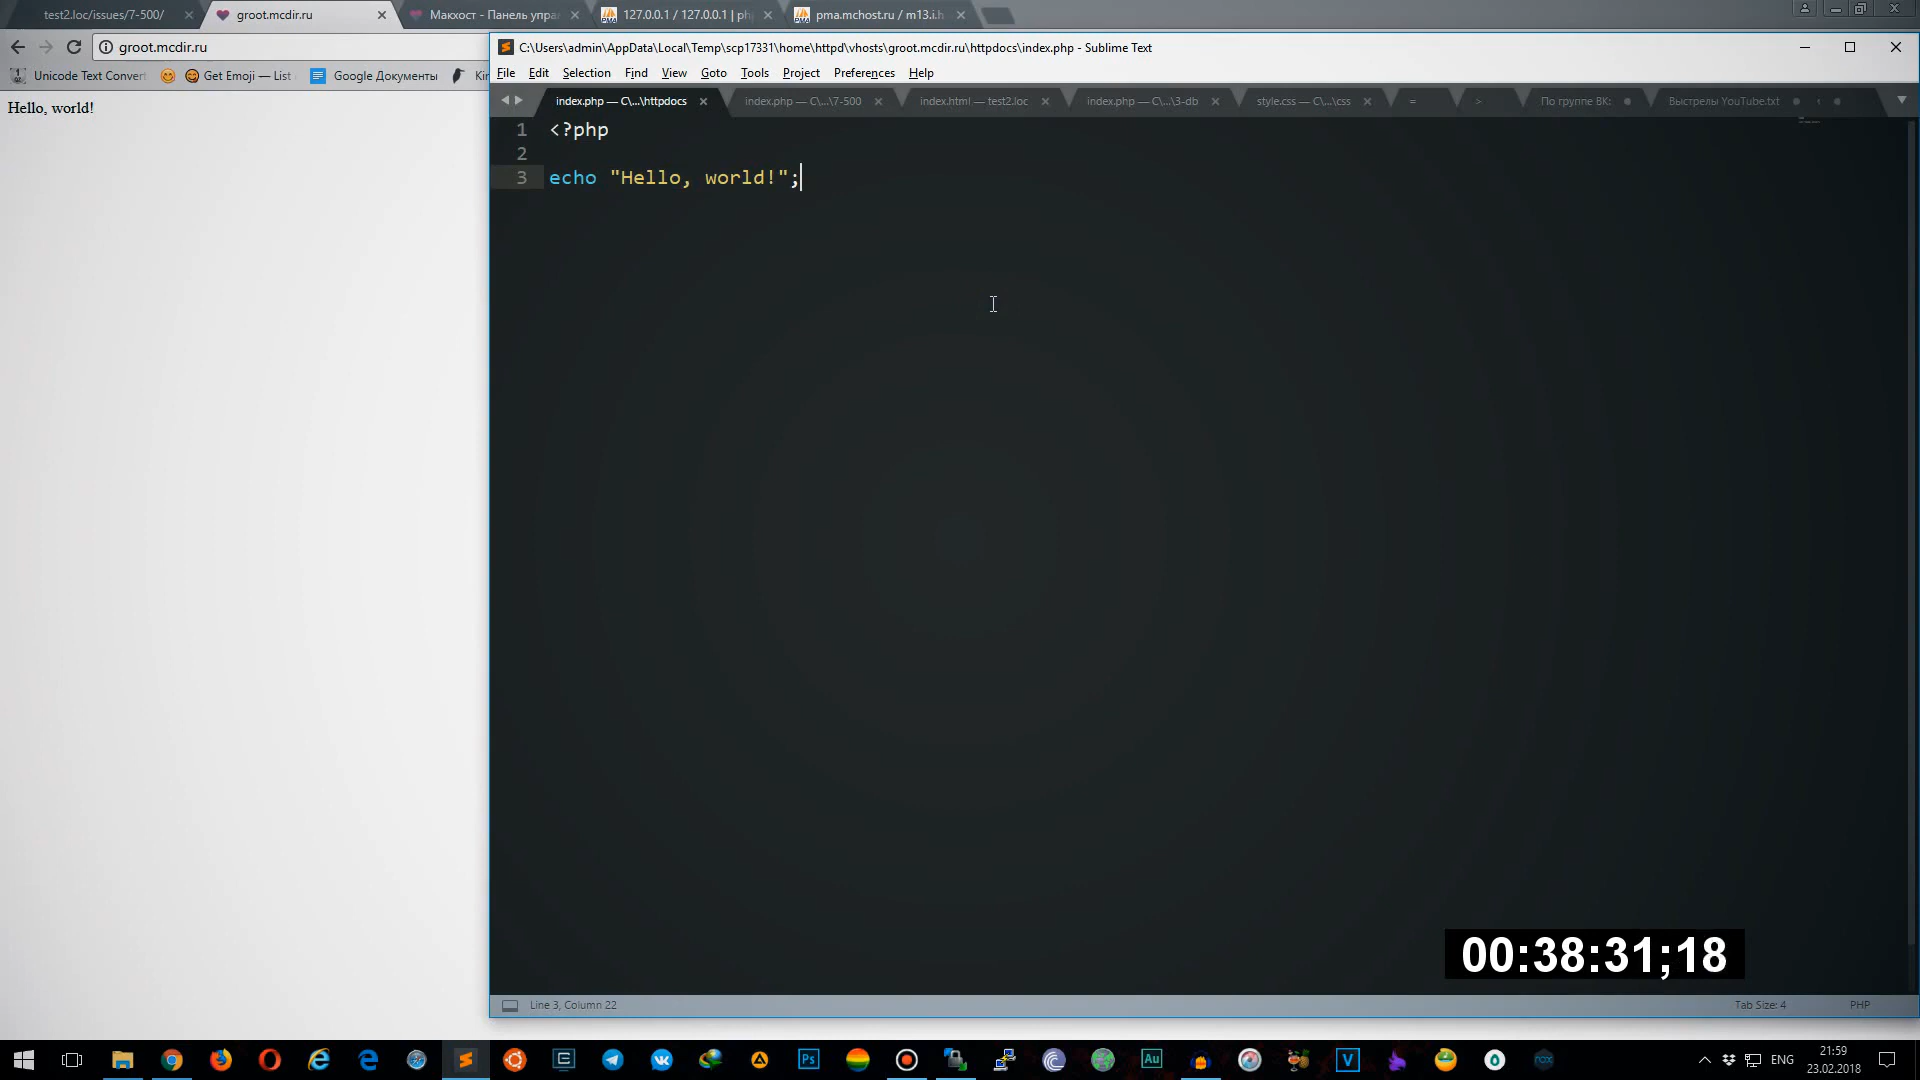 test2.loc/issues/7-500/
groot.mcdir.ru
Макхост - Панель упра
127.0.0.1 / 127.0.0.1 | ph
pma.mchost.ru / m13.i.h
groot.mcdir.ru
Unicode Text Convert
Get Emoji — List
Google Документы
Kin
Hello, world!
C:\Users\admin\AppData\Local\Temp\scp17331\home\httpd\vhosts\groot.mcdir.ru\httpdocs\index.php - Sublime Text
File Edit Selection Find View Goto Tools Project Preferences Help
index.php — C\...\httpdocs
index.php — C\...\7-500
index.html — test2.loc
index.php — C\...\3-db
style.css — C\...\css
=
>
По группе ВК:
Выстрелы YouTube.txt
1 <?php
2
3 echo "Hello, world!";
00:38:31;18
Line 3, Column 22
Tab Size: 4
PHP
Ps
Au
V
ENG
21:59
23.02.2018